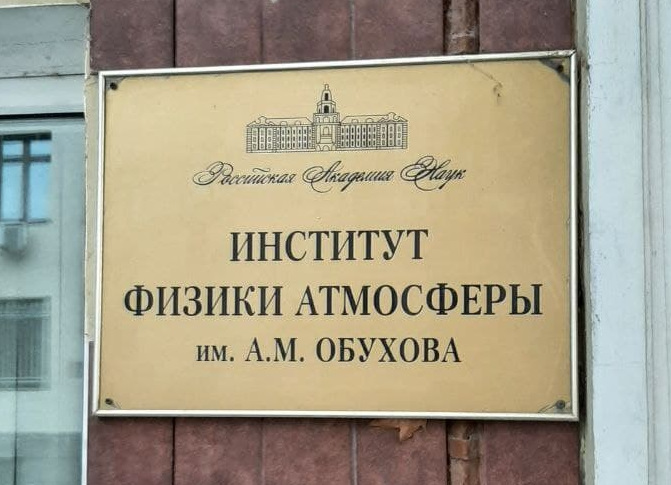 Российская Академия Наук
ИНСТИТУТ
ФИЗИКИ АТМОСФЕРЫ
им. А.М. ОБУХОВА